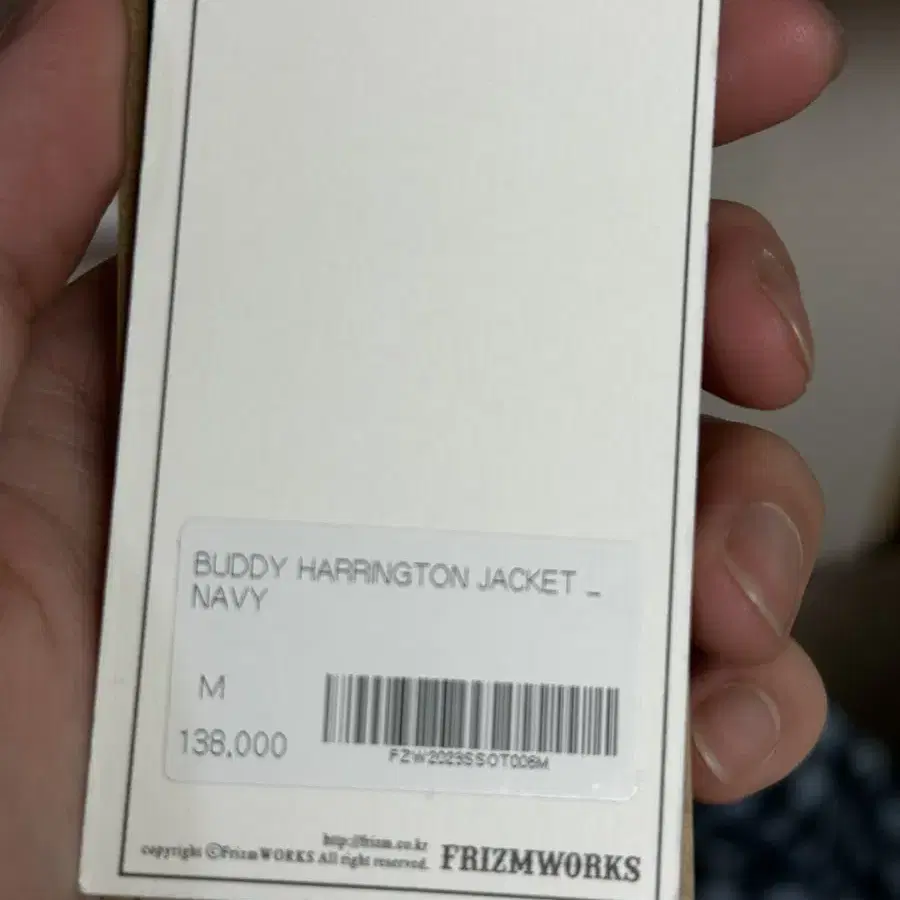 BUDDY HARRINGTON JACKET _
NAVY
M
138,000
FZW2023SSOT006M
http://frizm.co.kr
copyright ©FrizmWORKS All right reserved.
FRIZMWORKS